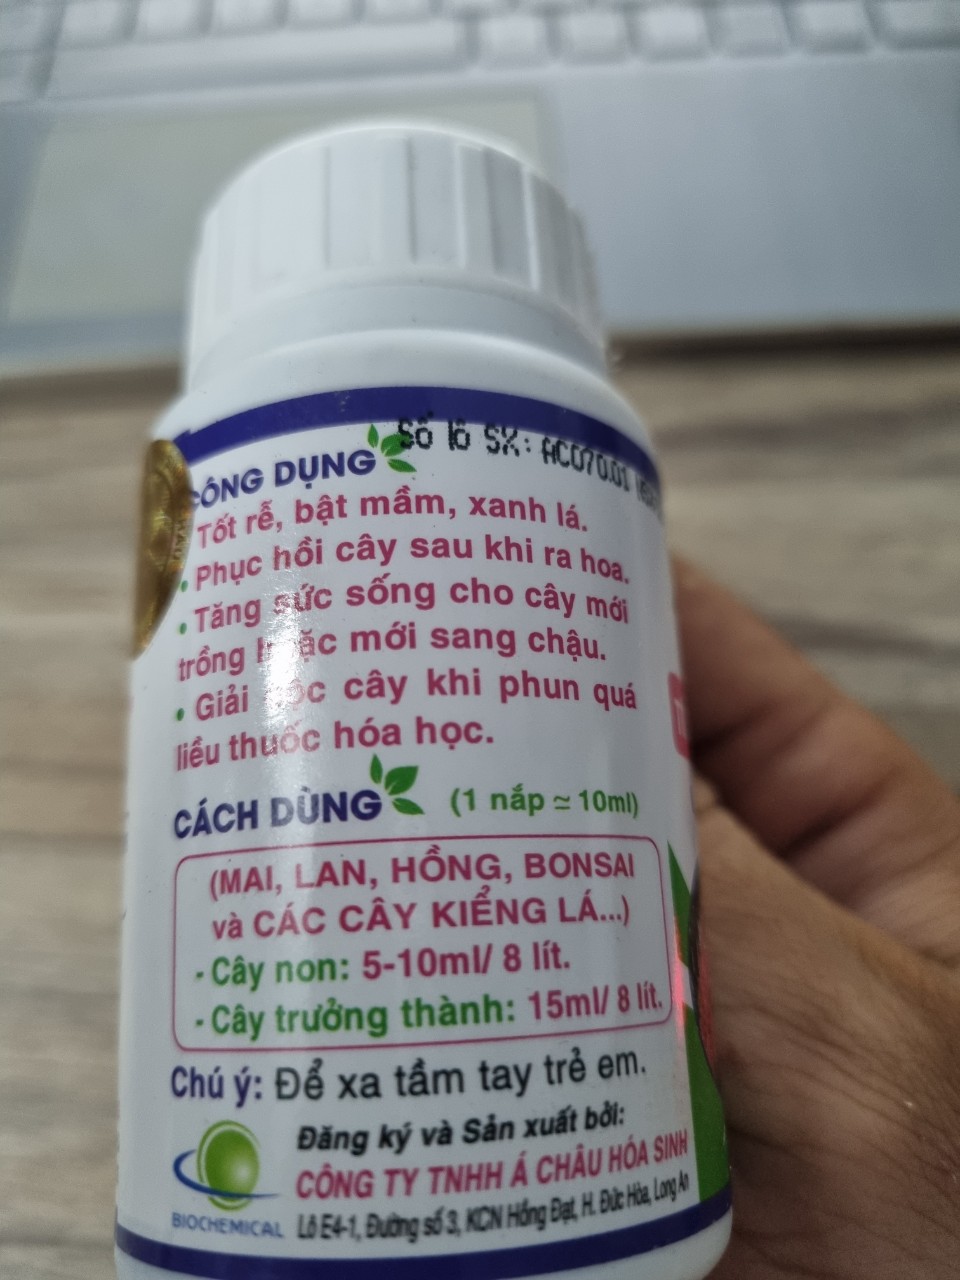 Số lô SX: AC070.01
CÔNG DỤNG
Tốt rễ, bật mầm, xanh lá.
• Phục hồi cây sau khi ra hoa.
• Tăng sức sống cho cây mới
trồng hoặc mới sang chậu.
• Giải độc cây khi phun quá
liều thuốc hóa học.
CÁCH DÙNG (1 nắp ≃ 10ml)
(MAI, LAN, HỒNG, BONSAI
và CÁC CÂY KIỂNG LÁ...)
- Cây non: 5-10ml/ 8 lít.
- Cây trưởng thành: 15ml/ 8 lít.
Chú ý: Để xa tầm tay trẻ em.
Đăng ký và Sản xuất bởi:
CÔNG TY TNHH Á CHÂU HÓA SINH
Lô E4-1, Đường số 3, KCN Hồng Đạt, H. Đức Hòa, Long An
BIOCHEMICAL